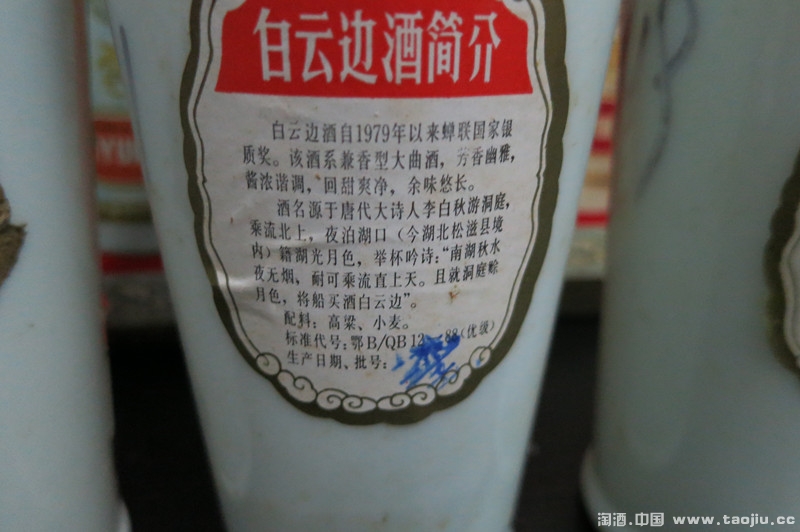 白云边酒简介
白云边酒自1979年以来蝉联国家银
质奖。该酒系兼香型大曲酒，芳香幽雅，
酱浓谐调，回甜爽净，余味悠长。
酒名源于唐代大诗人李白秋游洞庭，
乘流北上，夜泊湖口（今湖北松滋县境
内）籍湖光月色，举杯吟诗：“南湖秋水
夜无烟，耐可乘流直上天。且就洞庭赊
月色，将船买酒白云边”。
配料：高粱、小麦。
标准代号：鄂B/QB 88（优级）
生产日期、批号：
淘酒.中国 www.taojiu.cc